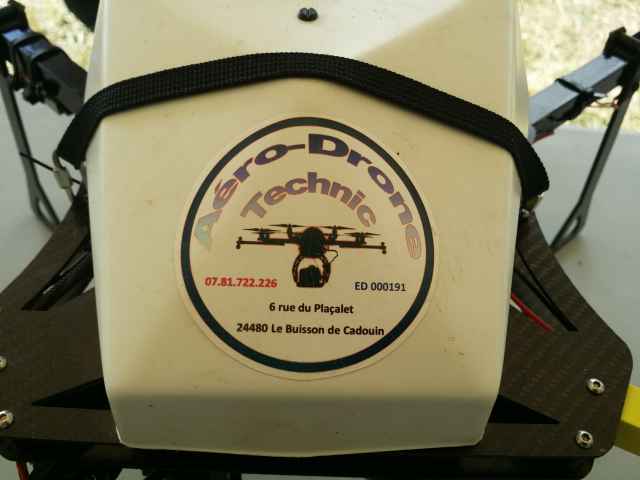 Aéro-Drone
Technic
07.81.722.226
ED 000191
6 rue du Plaçalet
24480 Le Buisson de Cadouin